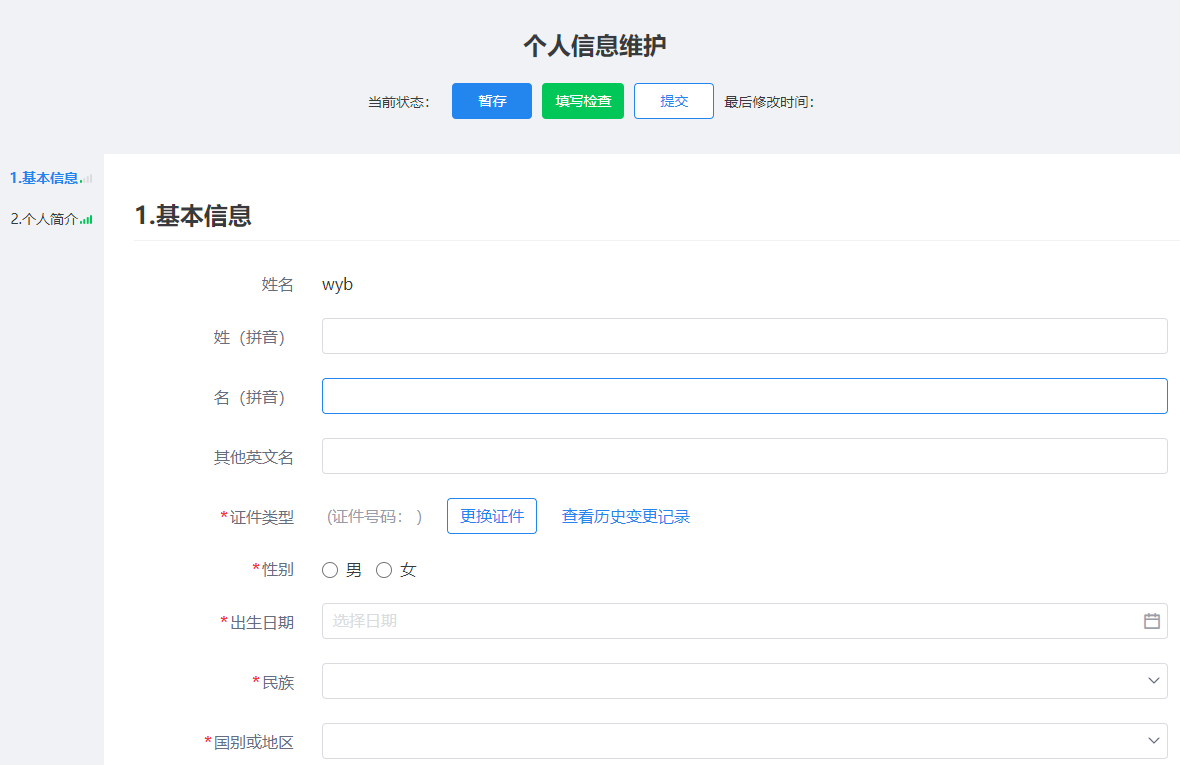 个人信息维护
当前状态： 暂存 填写检查 提交 最后修改时间：
1.基本信息
2.个人简介
1.基本信息
姓名 wyb
姓（拼音）
名（拼音）
其他英文名
*证件类型 （证件号码： ） 更换证件 查看历史变更记录
*性别 男 女
*出生日期 选择日期
*民族
*国别或地区